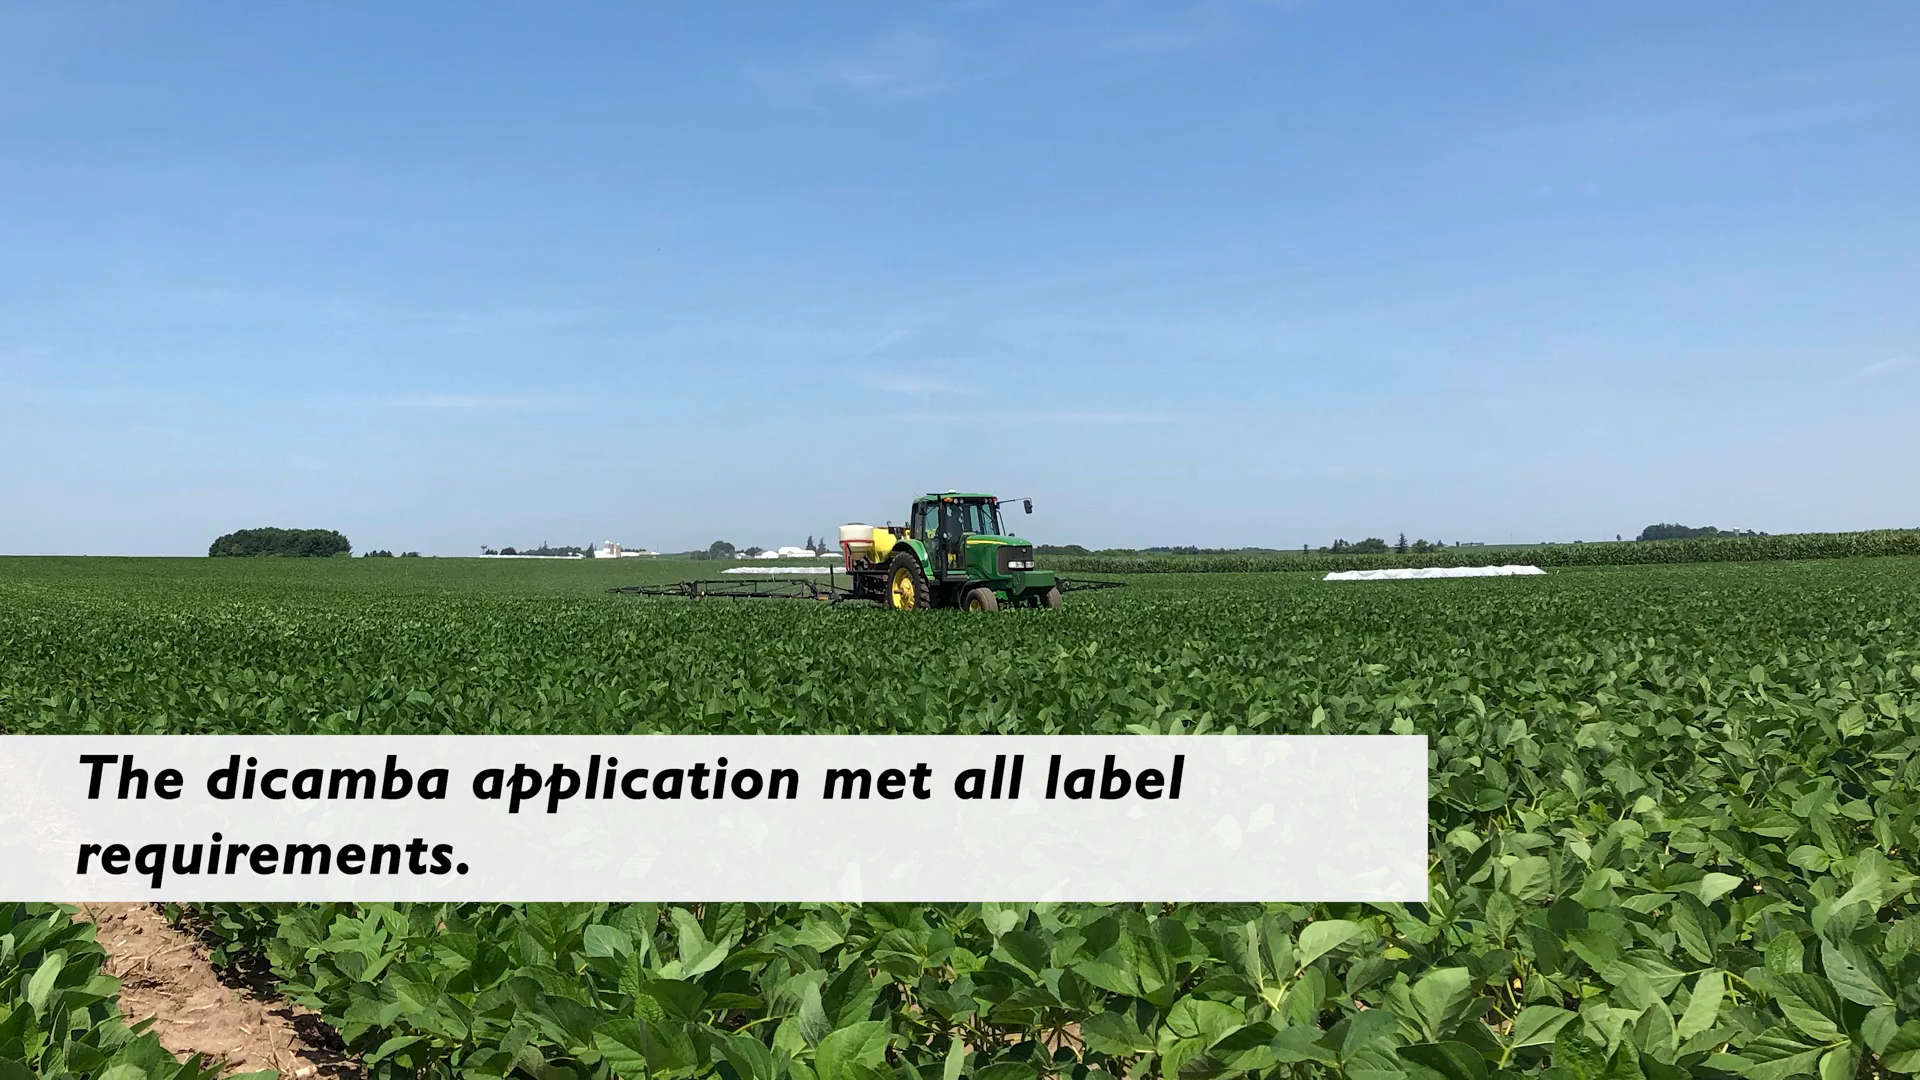 The dicamba application met all label
requirements.